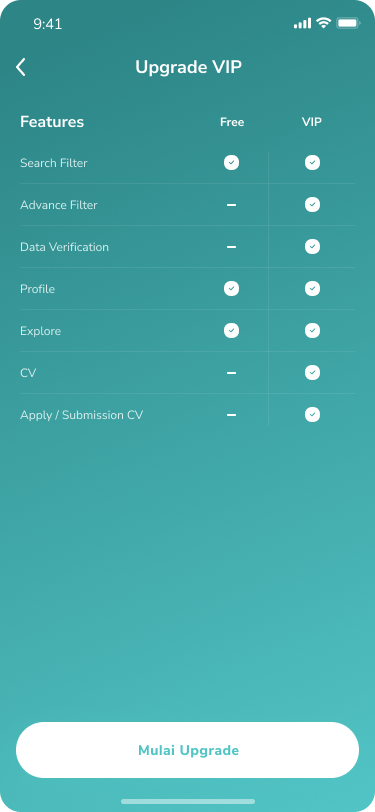 9:41
Upgrade VIP
Features Free VIP
Search Filter
Advance Filter
Data Verification
Profile
Explore
CV
Apply / Submission CV
Mulai Upgrade